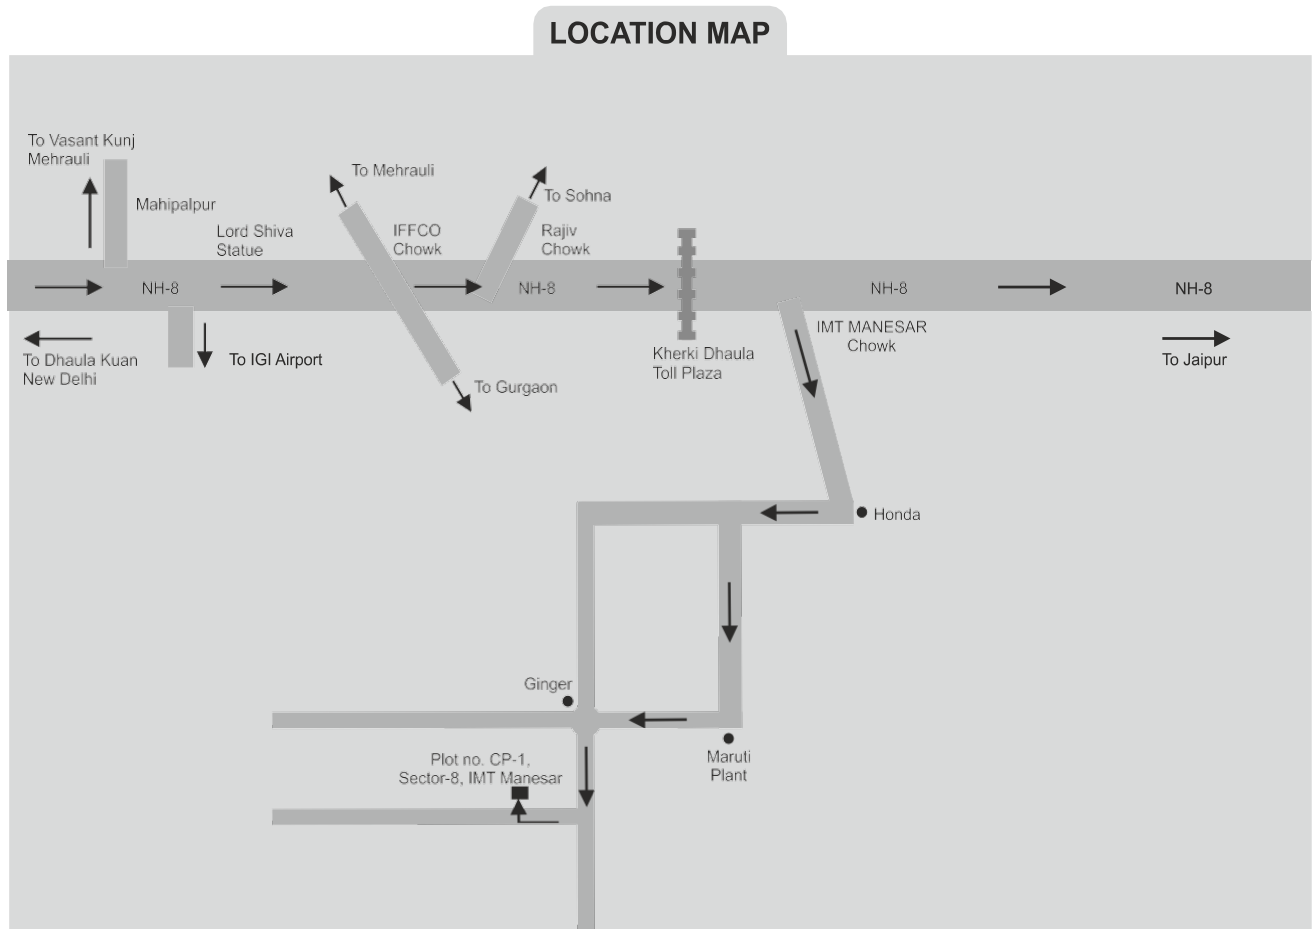 LOCATION MAP
To Vasant Kunj
Mehrauli
Mahipalpur
Lord Shiva
Statue
To Mehrauli
IFFCO
Chowk
To Sohna
Rajiv
Chowk
NH-8
NH-8
NH-8
NH-8
To Dhaula Kuan
New Delhi
To IGI Airport
To Gurgaon
Kherki Dhaula
Toll Plaza
IMT MANESAR
Chowk
To Jaipur
Honda
Ginger
Maruti
Plant
Plot no. CP-1,
Sector-8, IMT Manesar